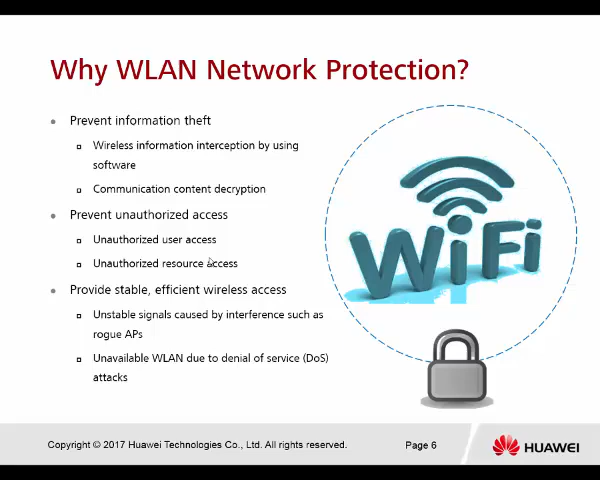 Why WLAN Network Protection?
Prevent information theft
Wireless information interception by using
software
Communication content decryption
Prevent unauthorized access
Unauthorized user access
Unauthorized resource access
Provide stable, efficient wireless access
Unstable signals caused by interference such as
rogue APs
Unavailable WLAN due to denial of service (DoS)
attacks
WiFi
Copyright © 2017 Huawei Technologies Co., Ltd. All rights reserved.
Page 6
HUAWEI